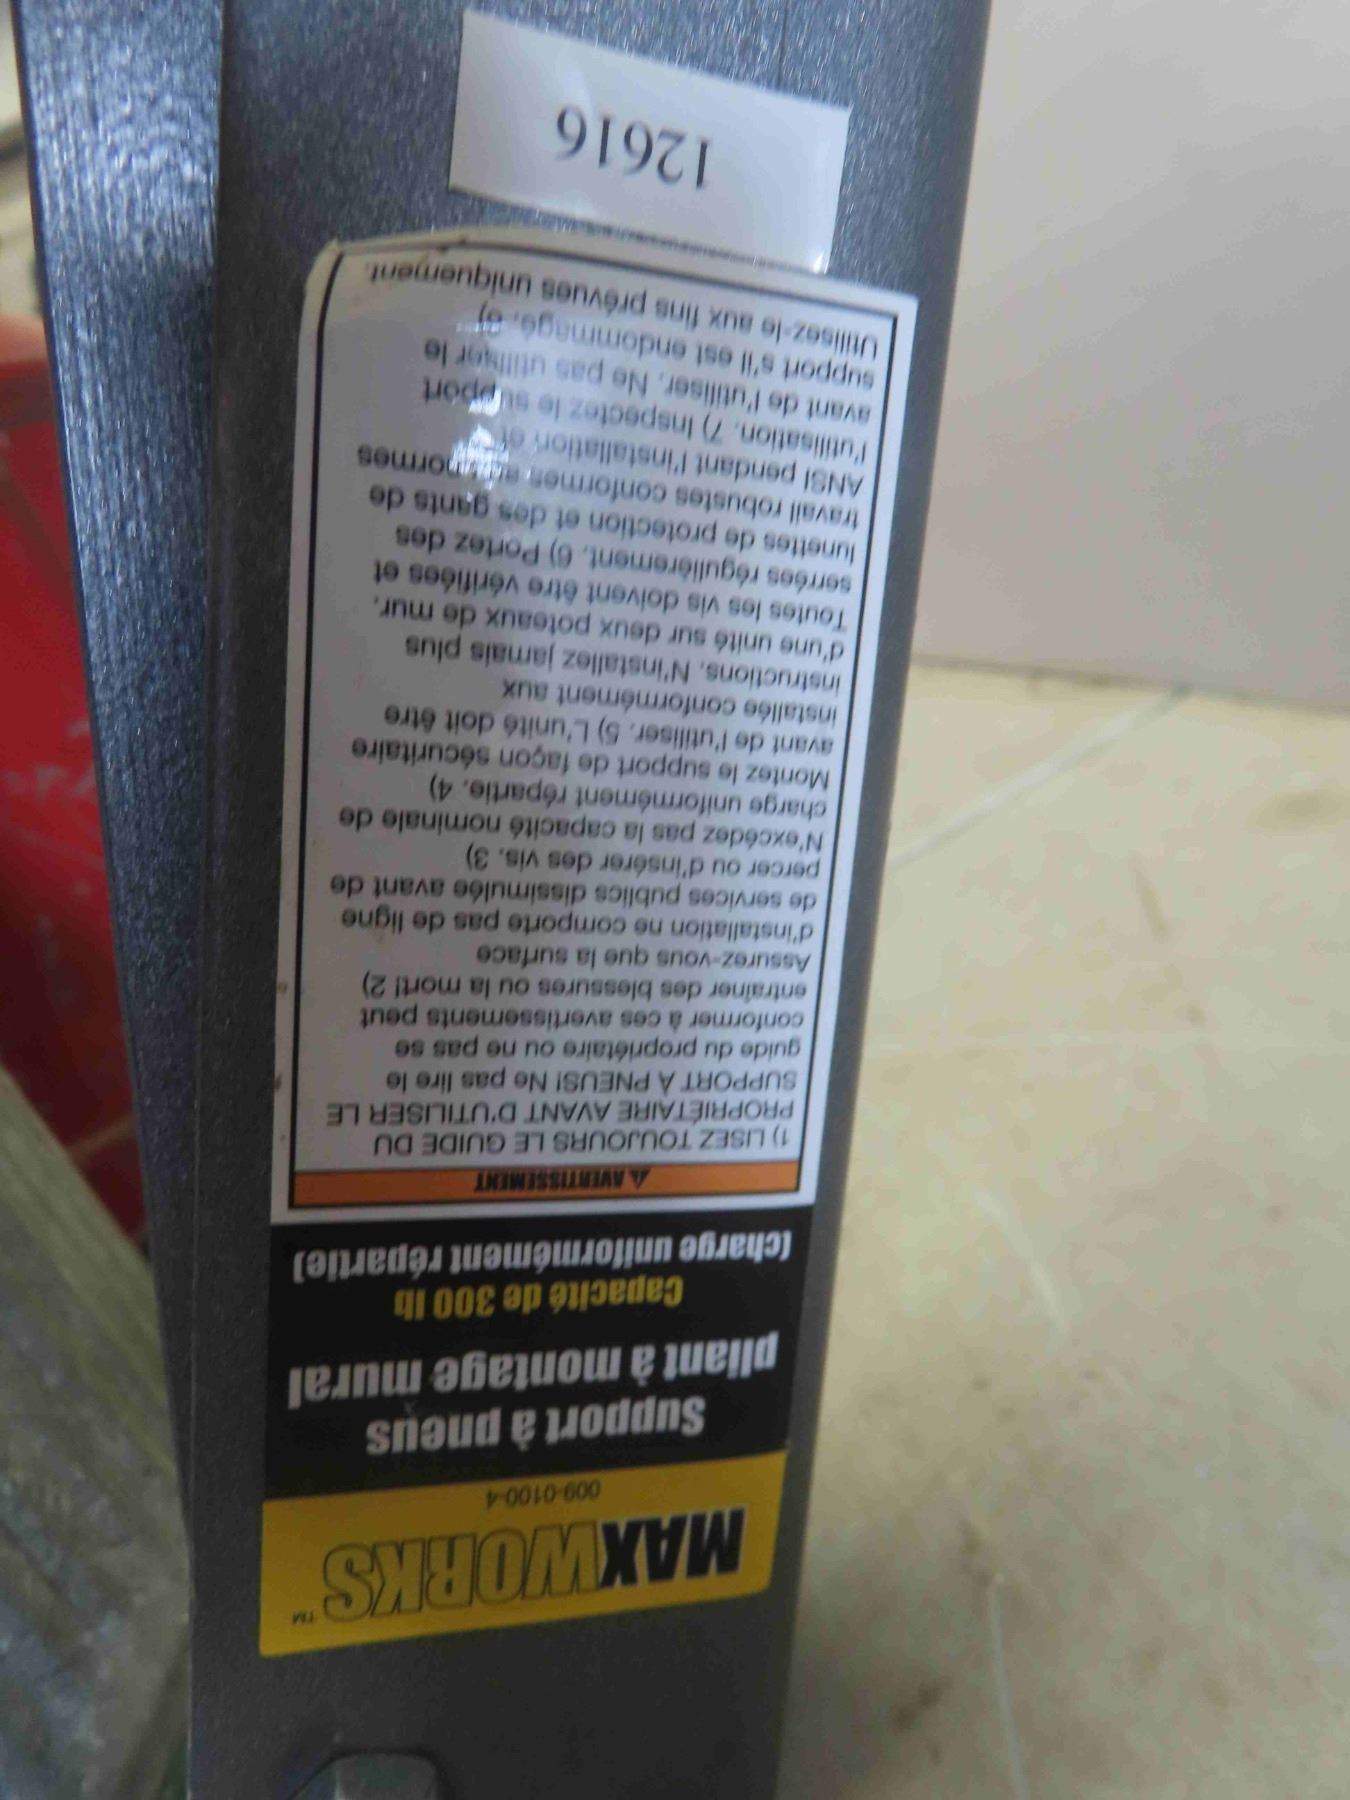 MAXWORKS™
009-0100-4
Support à pneus
pliant à montage mural
Capacité de 300 lb
(charge uniformément répartie)
⚠ AVERTISSEMENT
1) LISEZ TOUJOURS LE GUIDE DU
PROPRIÉTAIRE AVANT D'UTILISER LE
SUPPORT À PNEUS! Ne pas lire le
guide du propriétaire ou ne pas se
conformer à ces avertissements peut
entraîner des blessures ou la mort! 2)
Assurez-vous que la surface
d'installation ne comporte pas de ligne
de services publics dissimulée avant de
percer ou d'insérer des vis. 3)
N'excédez pas la capacité nominale de
charge uniformément répartie. 4)
Montez le support de façon sécuritaire
avant de l'utiliser. 5) L'unité doit être
installée conformément aux
instructions. N'installez jamais plus
d'une unité sur deux poteaux de mur.
Toutes les vis doivent être vérifiées et
serrées régulièrement. 6) Portez des
lunettes de protection et des gants de
travail robustes conformes aux normes
ANSI pendant l'installation et
l'utilisation. 7) Inspectez le support
avant de l'utiliser. Ne pas utiliser le
support s'il est endommagé. 8)
Utilisez-le aux fins prévues uniquement.
12616